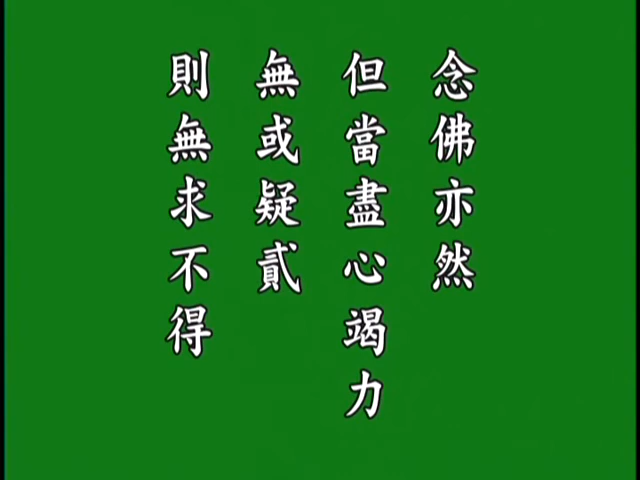 念佛亦然
但當盡心竭力
無或疑貳
則無求不得